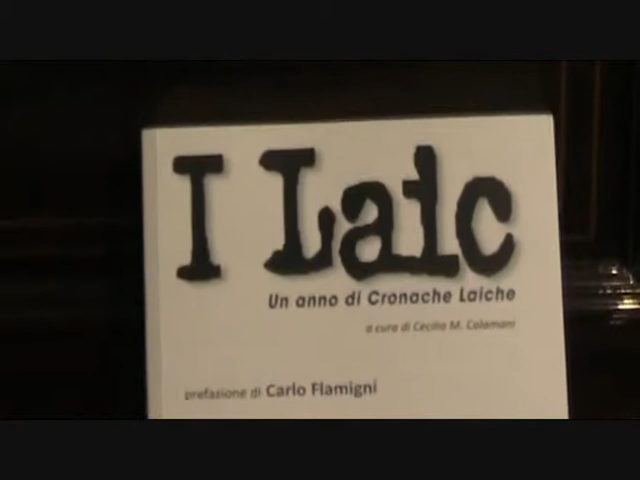 I Laic
Un anno di Cronache Laiche
a cura di Cecilia M. Calamani
prefazione di Carlo Flamigni